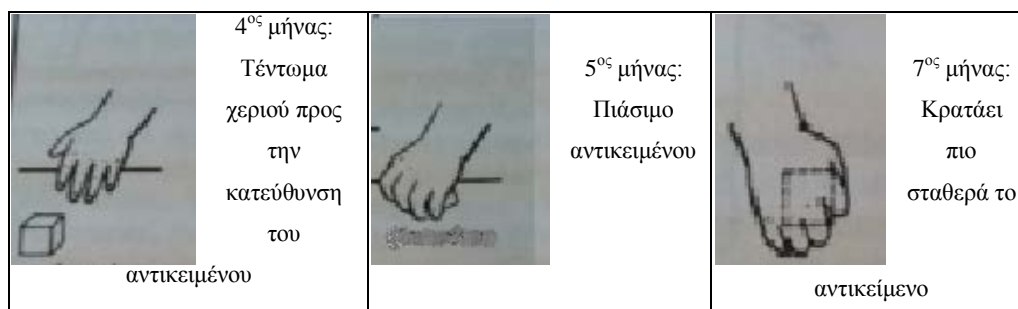 4ος μήνας:
Τέντωμα
χεριού προς
την
κατεύθυνση
του
αντικειμένου
5ος μήνας:
Πιάσιμο
αντικειμένου
7ος μήνας:
Κρατάει
πιο
σταθερά το
αντικείμενο